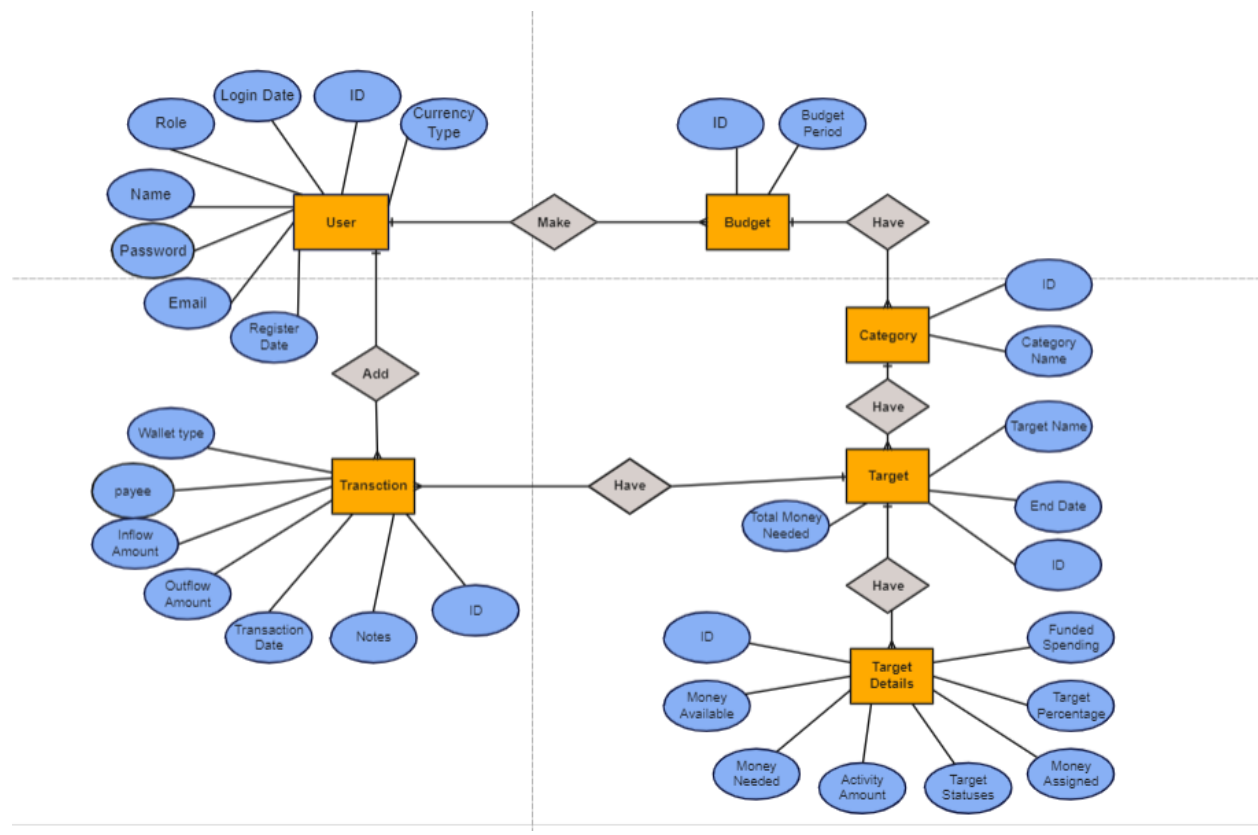 Login Date
ID
Currency
Type
Role
ID
Budget
Period
Name
User
Make
Budget
Have
Password
Email
Register
Date
ID
Category
Category
Name
Add
Have
Wallet type
Target Name
payee
Transction
Have
Target
Inflow
Amount
Total Money
Needed
End Date
ID
Outflow
Amount
Transaction
Date
Notes
ID
Have
ID
Funded
Spending
Target
Details
Money
Available
Target
Percentage
Money
Needed
Activity
Amount
Target
Statuses
Money
Assigned